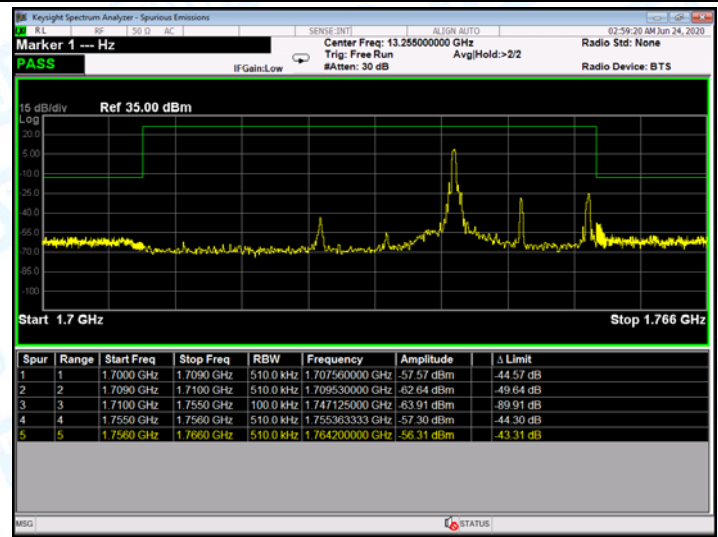 Keysight Spectrum Analyzer - Spurious Emissions
RL RF 50 Ω AC SENSE:INT ALIGN AUTO 02:59:20 AM Jun 24, 2020
Marker 1 --- Hz Center Freq: 13.255000000 GHz Radio Std: None
Trig: Free Run Avg|Hold:>2/2
PASS IFGain:Low #Atten: 30 dB Radio Device: BTS
15 dB/div Ref 35.00 dBm
Log
20.0
5.00
-10.0
-25.0
-40.0
-55.0
-70.0
-85.0
-100
Start 1.7 GHz Stop 1.766 GHz
Spur Range Start Freq Stop Freq RBW Frequency Amplitude Δ Limit
1 1 1.7000 GHz 1.7090 GHz 510.0 kHz 1.707560000 GHz -57.57 dBm -44.57 dB
2 2 1.7090 GHz 1.7100 GHz 510.0 kHz 1.709530000 GHz -62.64 dBm -49.64 dB
3 3 1.7100 GHz 1.7550 GHz 100.0 kHz 1.747125000 GHz -63.91 dBm -89.91 dB
4 4 1.7550 GHz 1.7560 GHz 510.0 kHz 1.755363333 GHz -57.30 dBm -44.30 dB
5 5 1.7560 GHz 1.7660 GHz 510.0 kHz 1.764200000 GHz -56.31 dBm -43.31 dB
MSG STATUS